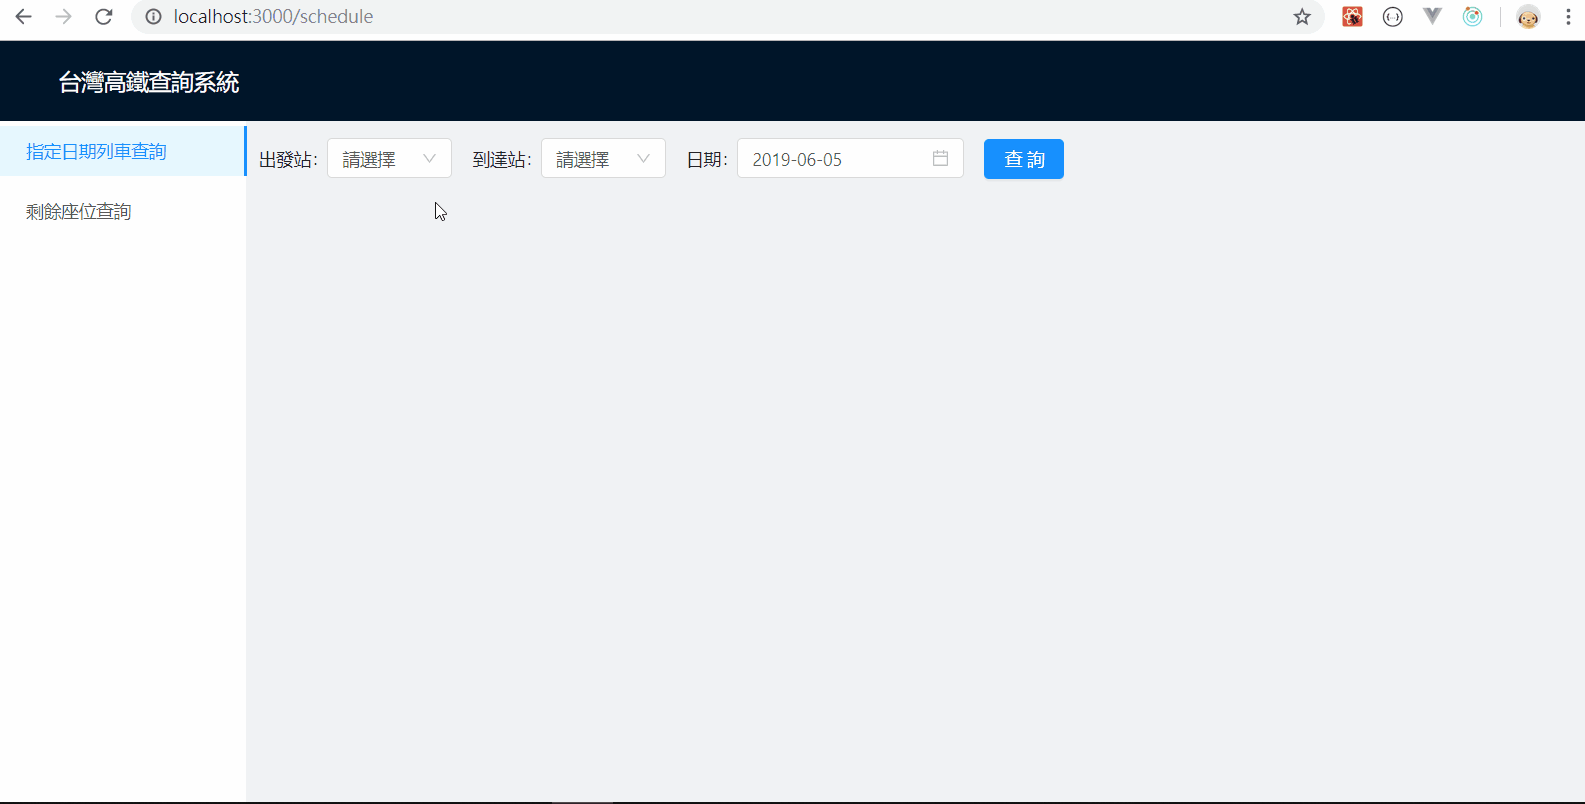 localhost:3000/schedule
台灣高鐵查詢系統
指定日期列車查詢
剩餘座位查詢
出發站: 請選擇 到達站: 請選擇 日期: 2019-06-05 查 詢